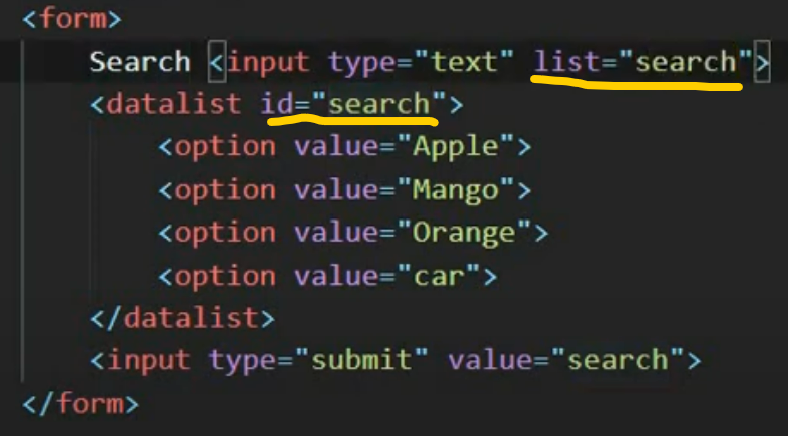 <form>
Search <input type="text" list="search">
<datalist id="search">
<option value="Apple">
<option value="Mango">
<option value="Orange">
<option value="car">
</datalist>
<input type="submit" value="search">
</form>